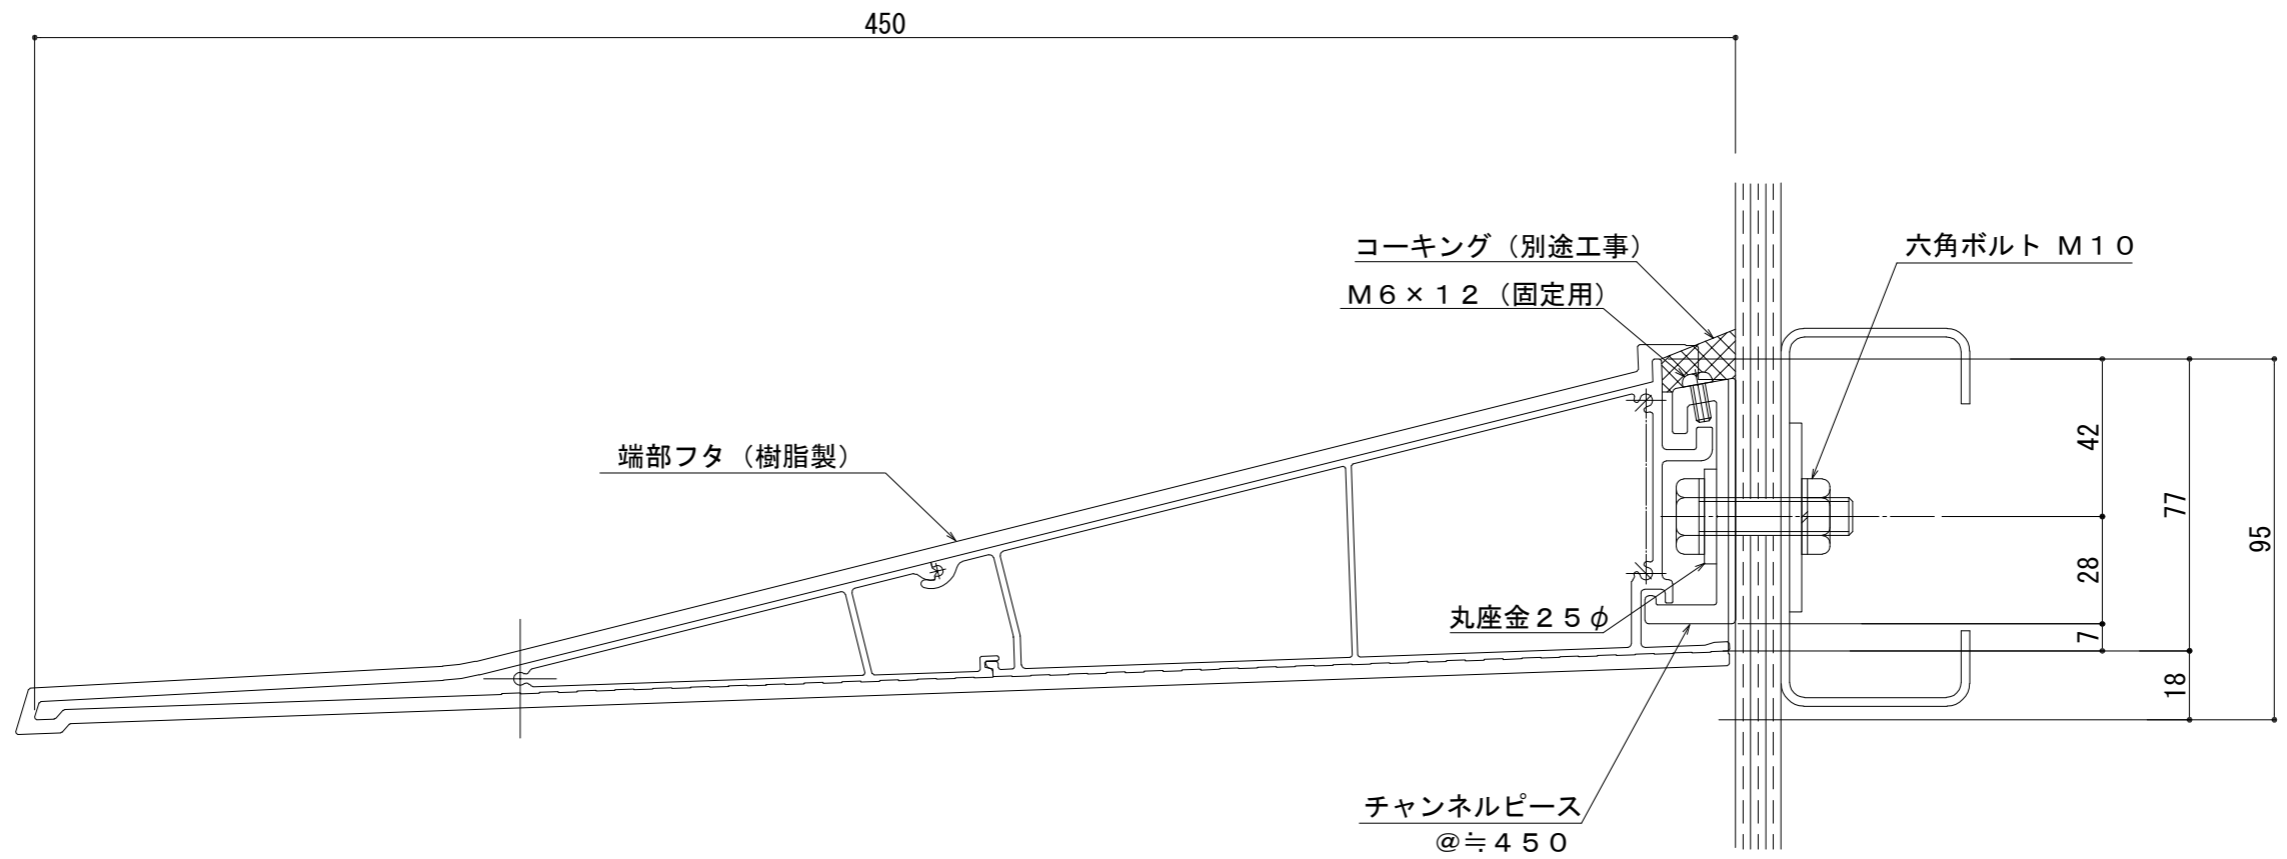 450
コーキング（別途工事）
六角ボルト Ｍ１０
Ｍ６×１２（固定用）
端部フタ（樹脂製）
42
77
95
28
丸座金２５φ
7
18
チャンネルピース
＠≒４５０